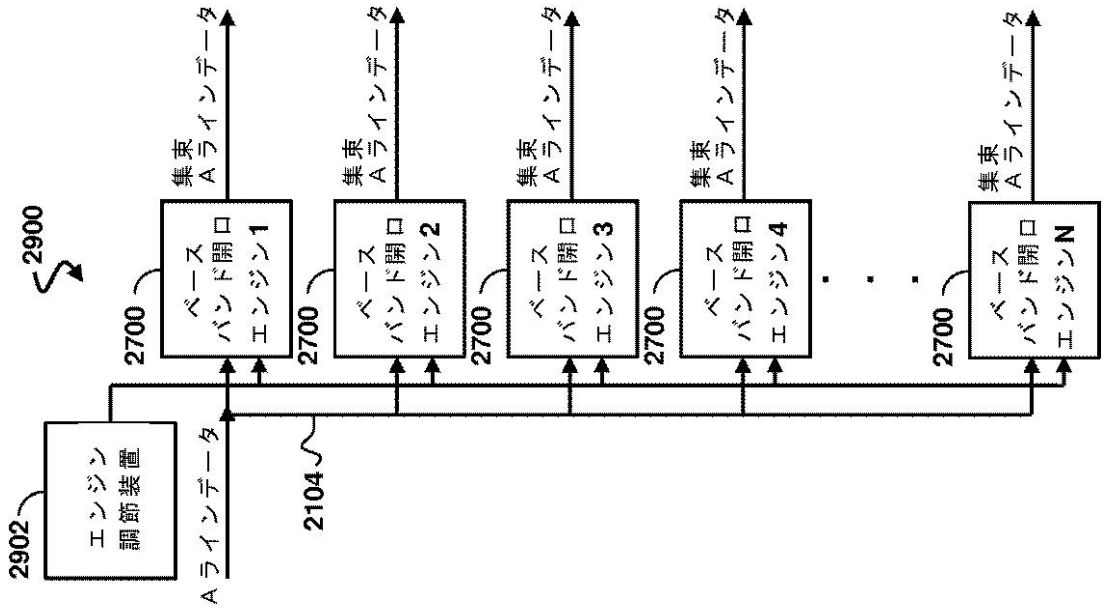 2900
2902
エンジン
調節装置
Aラインデータ
2104
2700
ベース
バンド開口
エンジン1
集束
Aラインデータ
2700
ベース
バンド開口
エンジン2
集束
Aラインデータ
2700
ベース
バンド開口
エンジン3
集束
Aラインデータ
2700
ベース
バンド開口
エンジン4
集束
Aラインデータ
2700
ベース
バンド開口
エンジンN
集束
Aラインデータ